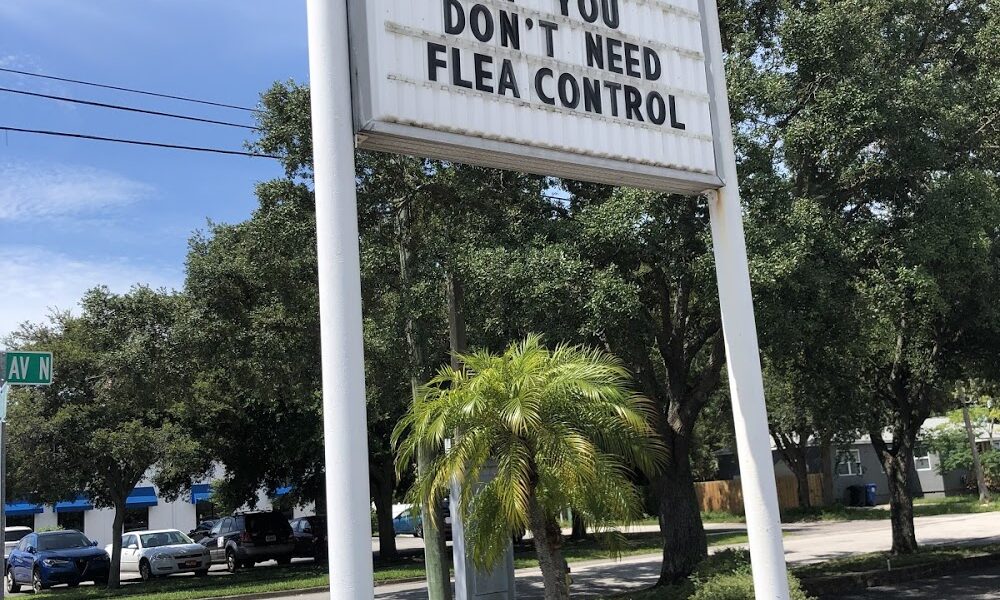 YOU
DON'T NEED
FLEA CONTROL
AV N